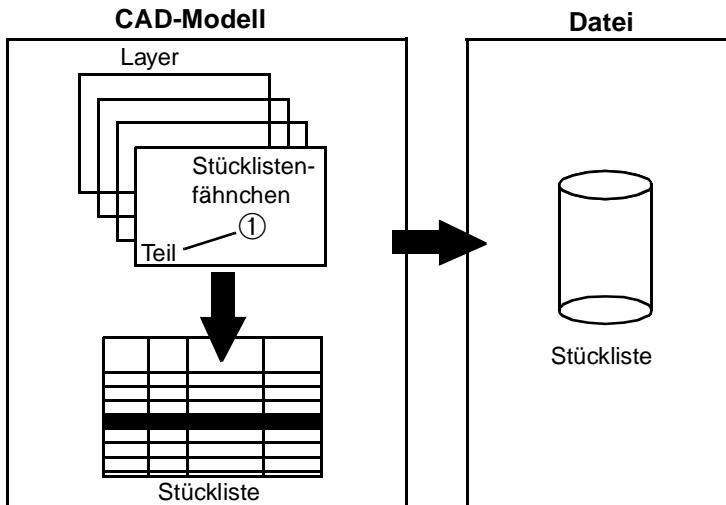 CAD-Modell
Layer
Stücklisten-
fähnchen
①
Teil
Stückliste
Datei
Stückliste